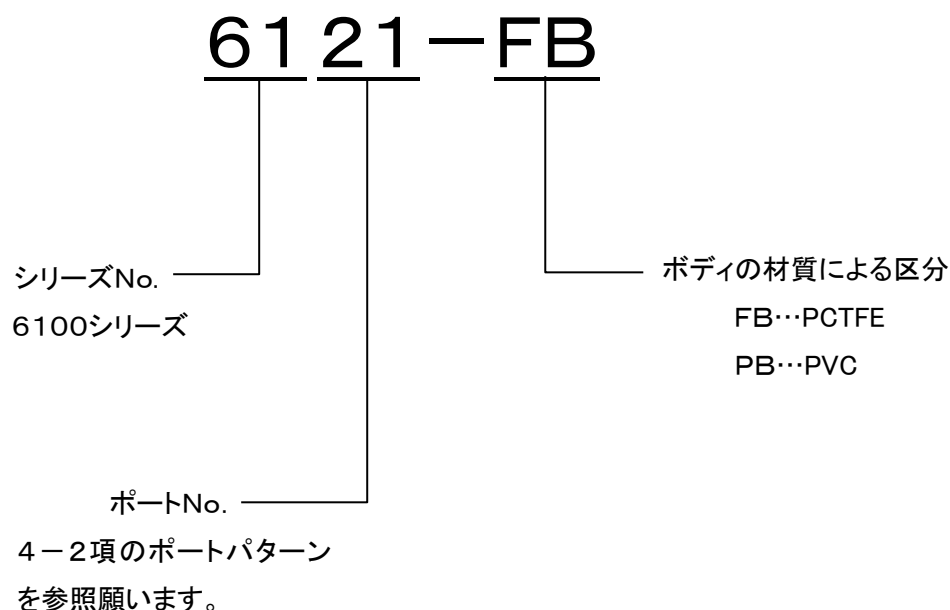 6121－FB
シリーズNo.
6100シリーズ
ボディの材質による区分
FB…PCTFE
PB…PVC
ポートNo.
4－2項のポートパターン
を参照願います。